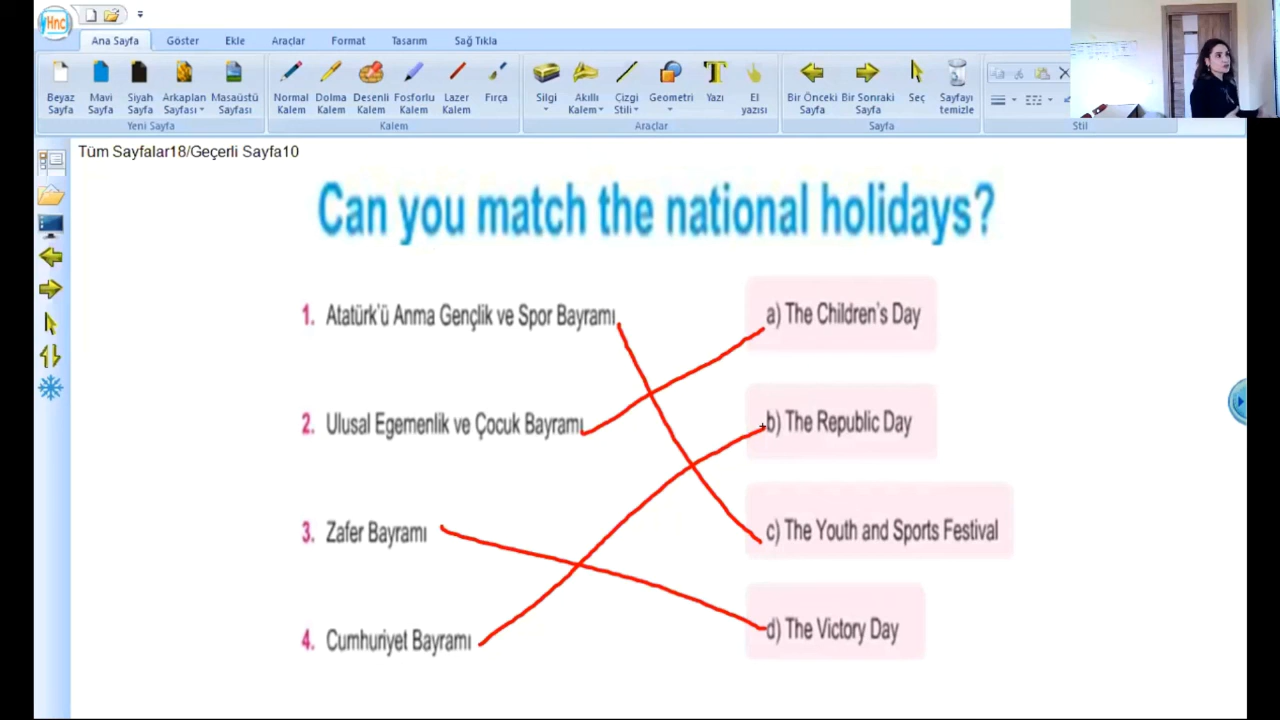 Hnc
Ana Sayfa Göster Ekle Araçlar Format Tasarım Sağ Tıkla
Beyaz Sayfa Mavi Sayfa Siyah Sayfa Arkaplan Sayfası Masaüstü Sayfası Normal Kalem Dolma Kalem Desenli Kalem Fosforlu Kalem Lazer Kalem Fırça Silgi Akıllı Kalem Çizgi Stili Geometri Yazı El yazısı Bir Önceki Sayfa Bir Sonraki Sayfa Seç Sayfayı temizle
Yeni Sayfa Kalem Araçlar Sayfa Stil
Tüm Sayfalar18/Geçerli Sayfa10
Can you match the national holidays?
1. Atatürk'ü Anma Gençlik ve Spor Bayramı
a) The Children's Day
2. Ulusal Egemenlik ve Çocuk Bayramı
b) The Republic Day
3. Zafer Bayramı
c) The Youth and Sports Festival
4. Cumhuriyet Bayramı
d) The Victory Day